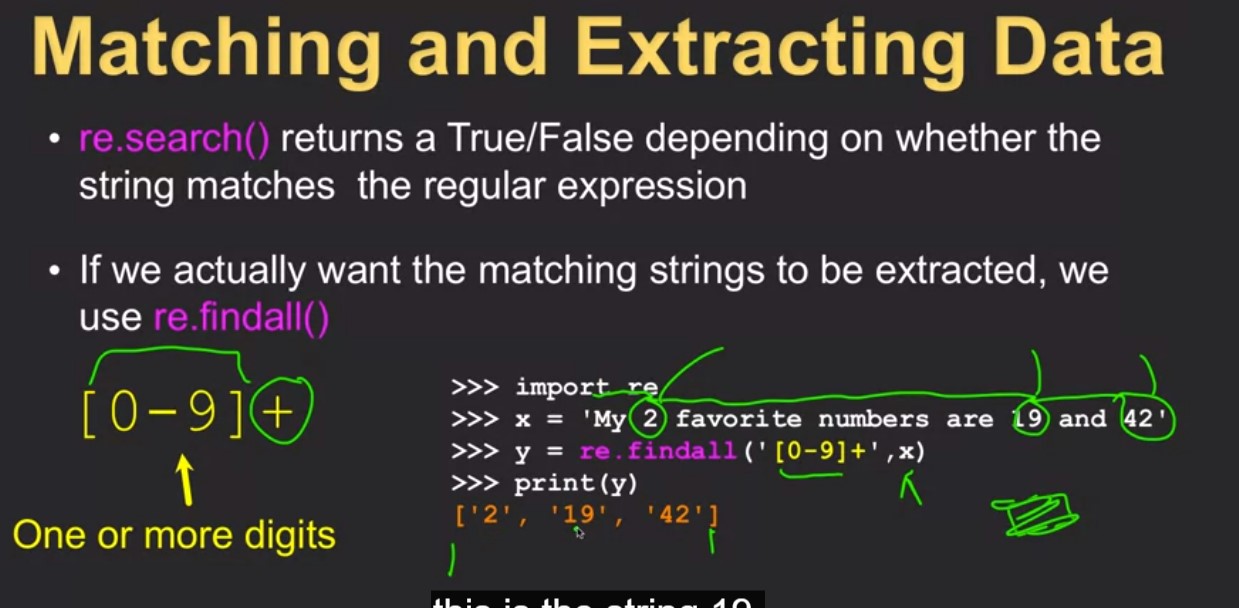 Matching and Extracting Data
• re.search() returns a True/False depending on whether the
string matches the regular expression
• If we actually want the matching strings to be extracted, we
use re.findall()
[0-9]+
One or more digits
>>> import re
>>> x = 'My 2 favorite numbers are 19 and 42'
>>> y = re.findall('[0-9]+',x)
>>> print(y)
['2', '19', '42']
this is the string 19